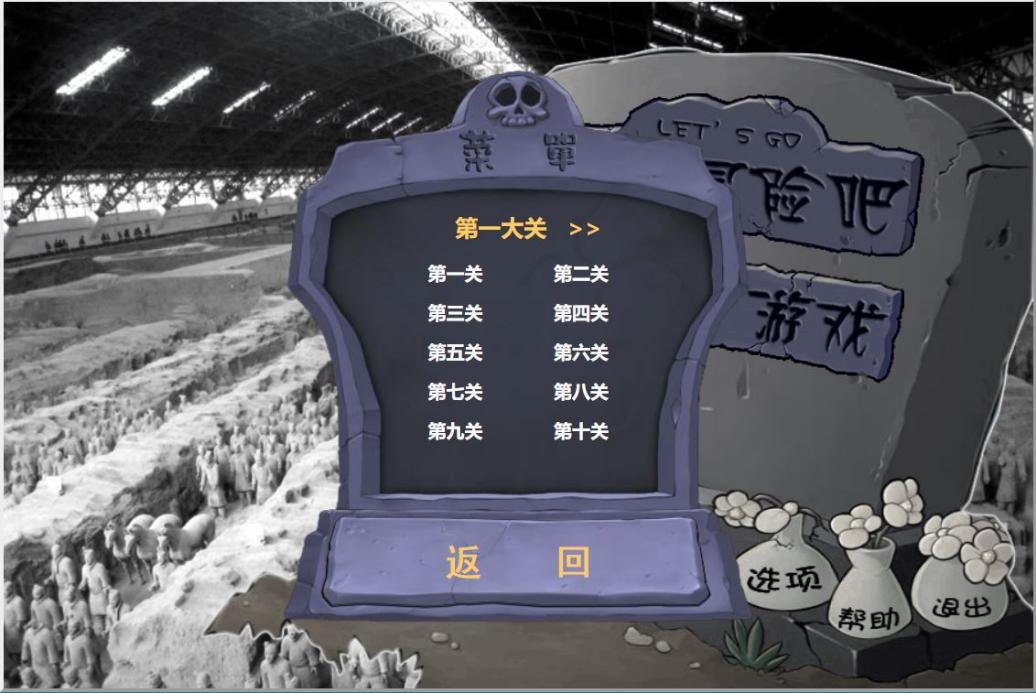 菜 單
第一大关 >>
第一关 第二关
第三关 第四关
第五关 第六关
第七关 第八关
第九关 第十关
返 回
LET'S GO
险吧
游戏
选项
帮助
退出